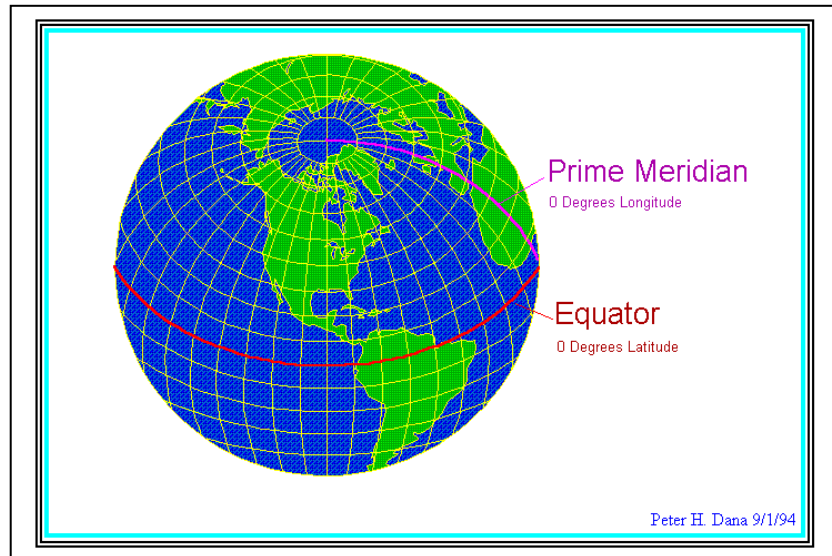 Prime Meridian
0 Degrees Longitude
Equator
0 Degrees Latitude
Peter H. Dana 9/1/94